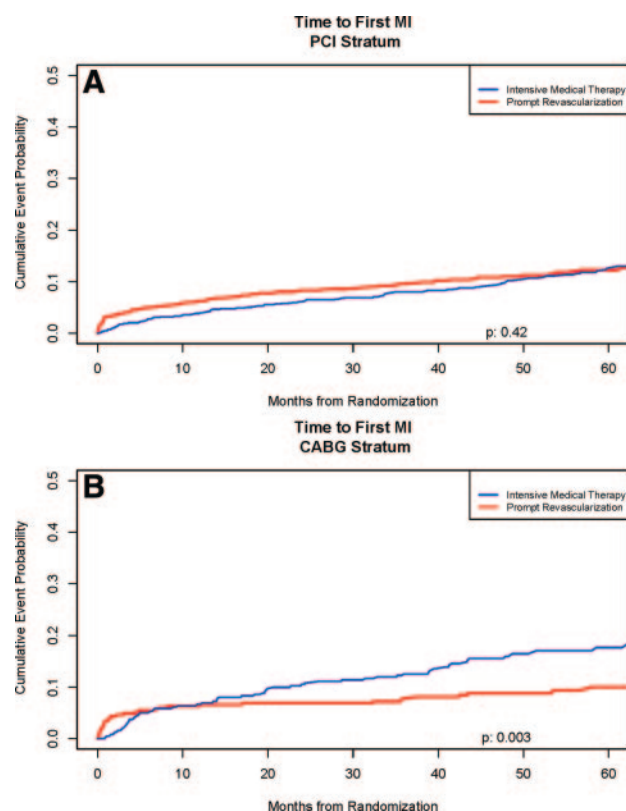 Time to First MI
PCI Stratum
A
Intensive Medical Therapy
Prompt Revascularization
Cumulative Event Probability
0.5
0.4
0.3
0.2
0.1
0.0
p: 0.42
0 10 20 30 40 50 60
Months from Randomization
Time to First MI
CABG Stratum
B
Intensive Medical Therapy
Prompt Revascularization
Cumulative Event Probability
0.5
0.4
0.3
0.2
0.1
0.0
p: 0.003
0 10 20 30 40 50 60
Months from Randomization